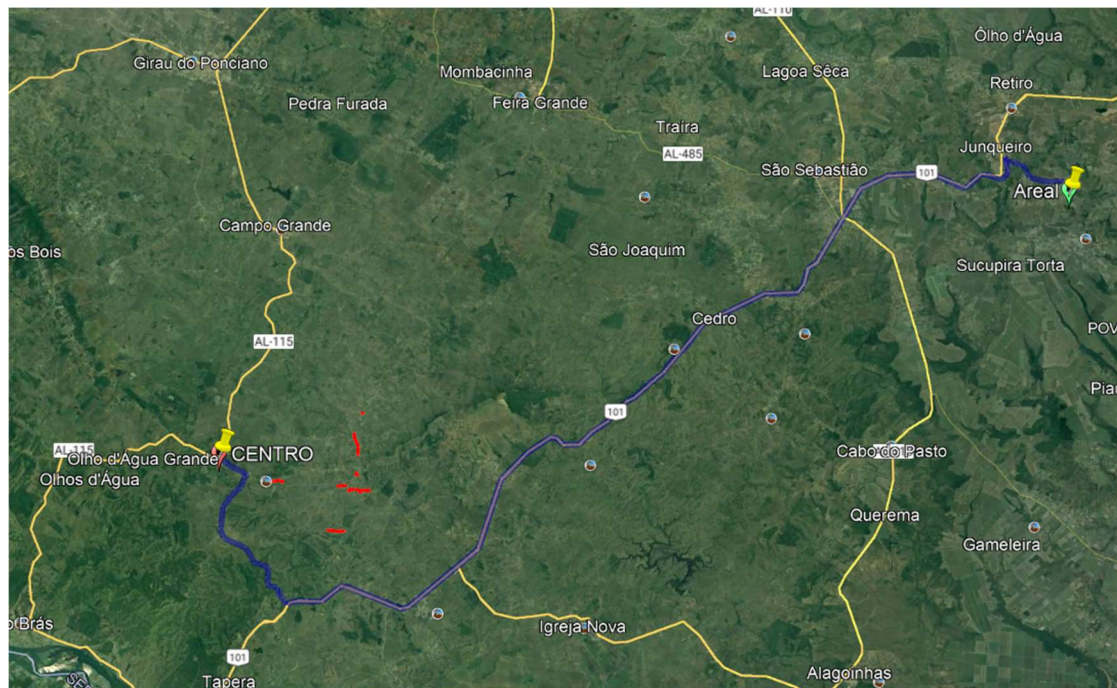 AL-110
Ôlho d'Água
Girau do Ponciano
Mombacinha
Lagoa Sêca
Retiro
Pedra Furada
Feira Grande
Traíra
AL-485
Junqueiro
São Sebastião
101
Areal
Campo Grande
os Bois
São Joaquim
Sucupira Torta
Cedro
POV
AL-115
Piau
101
AL-115
Olho d'Água Grande
CENTRO
Cabo do Pasto
Olhos d'Água
Querema
Gameleira
o Brás
Igreja Nova
101
Tapera
Alagoinhas